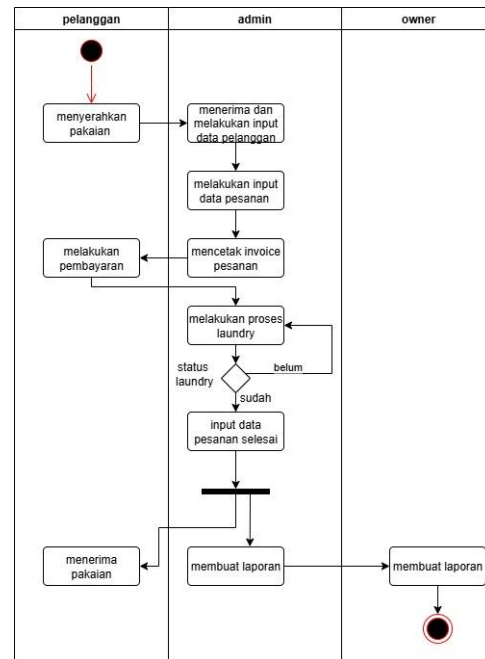 pelanggan
admin
owner
menyerahkan
pakaian
menerima dan
melakukan input
data pelanggan
melakukan input
data pesanan
melakukan
pembayaran
mencetak invoice
pesanan
melakukan proses
laundry
status
laundry
belum
sudah
input data
pesanan selesai
menerima
pakaian
membuat laporan
membuat laporan